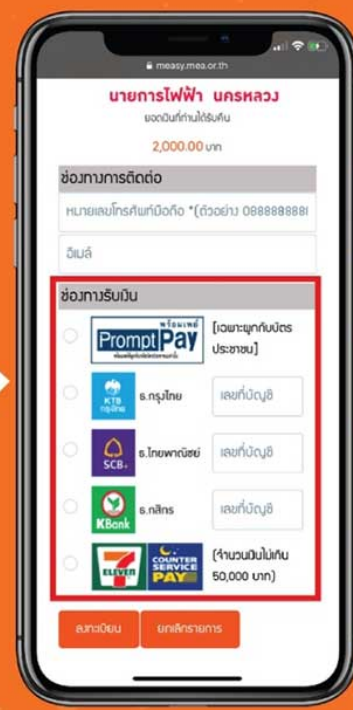 measy.mea.or.th
นายการไฟฟ้า นครหลวง
ยอดเงินที่ท่านได้รับคืน
2,000.00 บาท
ช่องทางการติดต่อ
หมายเลขโทรศัพท์มือถือ *(ตัวอย่าง 0888888888
อีเมล์
ช่องทางรับเงิน
พร้อมเพย์
PromptPay
[เฉพาะผูกกับบัตร
ประชาชน]
KTB
กรุงไทย
ธ.กรุงไทย
เลขที่บัญชี
SCB
ธ.ไทยพาณิชย์
เลขที่บัญชี
KBank
ธ.กสิกร
เลขที่บัญชี
7 ELEVEN
COUNTER
SERVICE
PAY
(จำนวนเงินไม่เกิน
50,000 บาท)
ลงทะเบียน
ยกเลิกรายการ